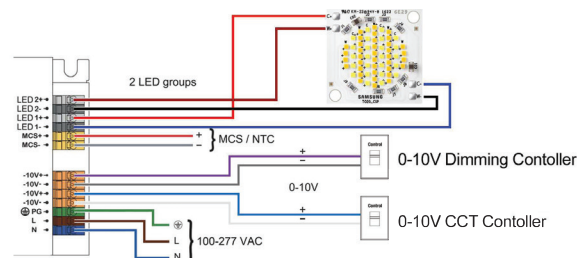 C+
W+
2 LED groups
SAMSUNG
C-
W-
LED 2+
LED 2-
LED 1+
LED 1-
MCS+
MCS-
+
−
MCS / NTC
-10V+
-10V-
-10V+
-10V-
PG
L
N
+
−
0-10V
+
−
Control
0-10V Dimming Contoller
Control
0-10V CCT Contoller
L
N
100-277 VAC